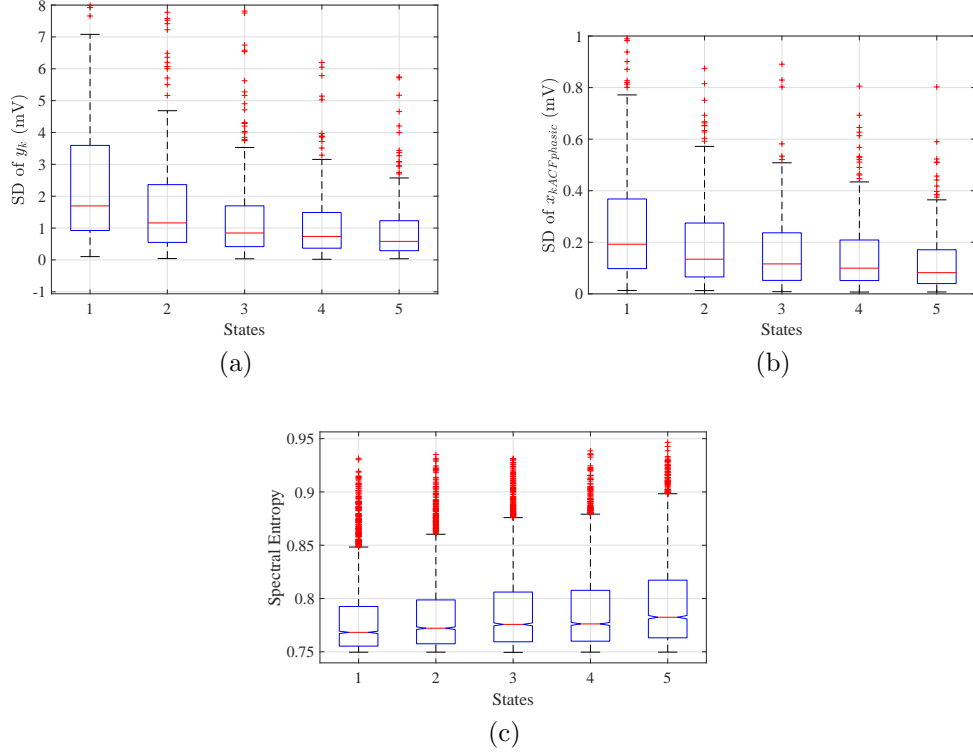 8
7
6
5
4
3
2
1
0
-1
SD of y_k (mV)
1 2 3 4 5
States
(a)
1
0.8
0.6
0.4
0.2
0
SD of x_{kACFphasic} (mV)
1 2 3 4 5
States
(b)
0.95
0.9
0.85
0.8
0.75
Spectral Entropy
1 2 3 4 5
States
(c)